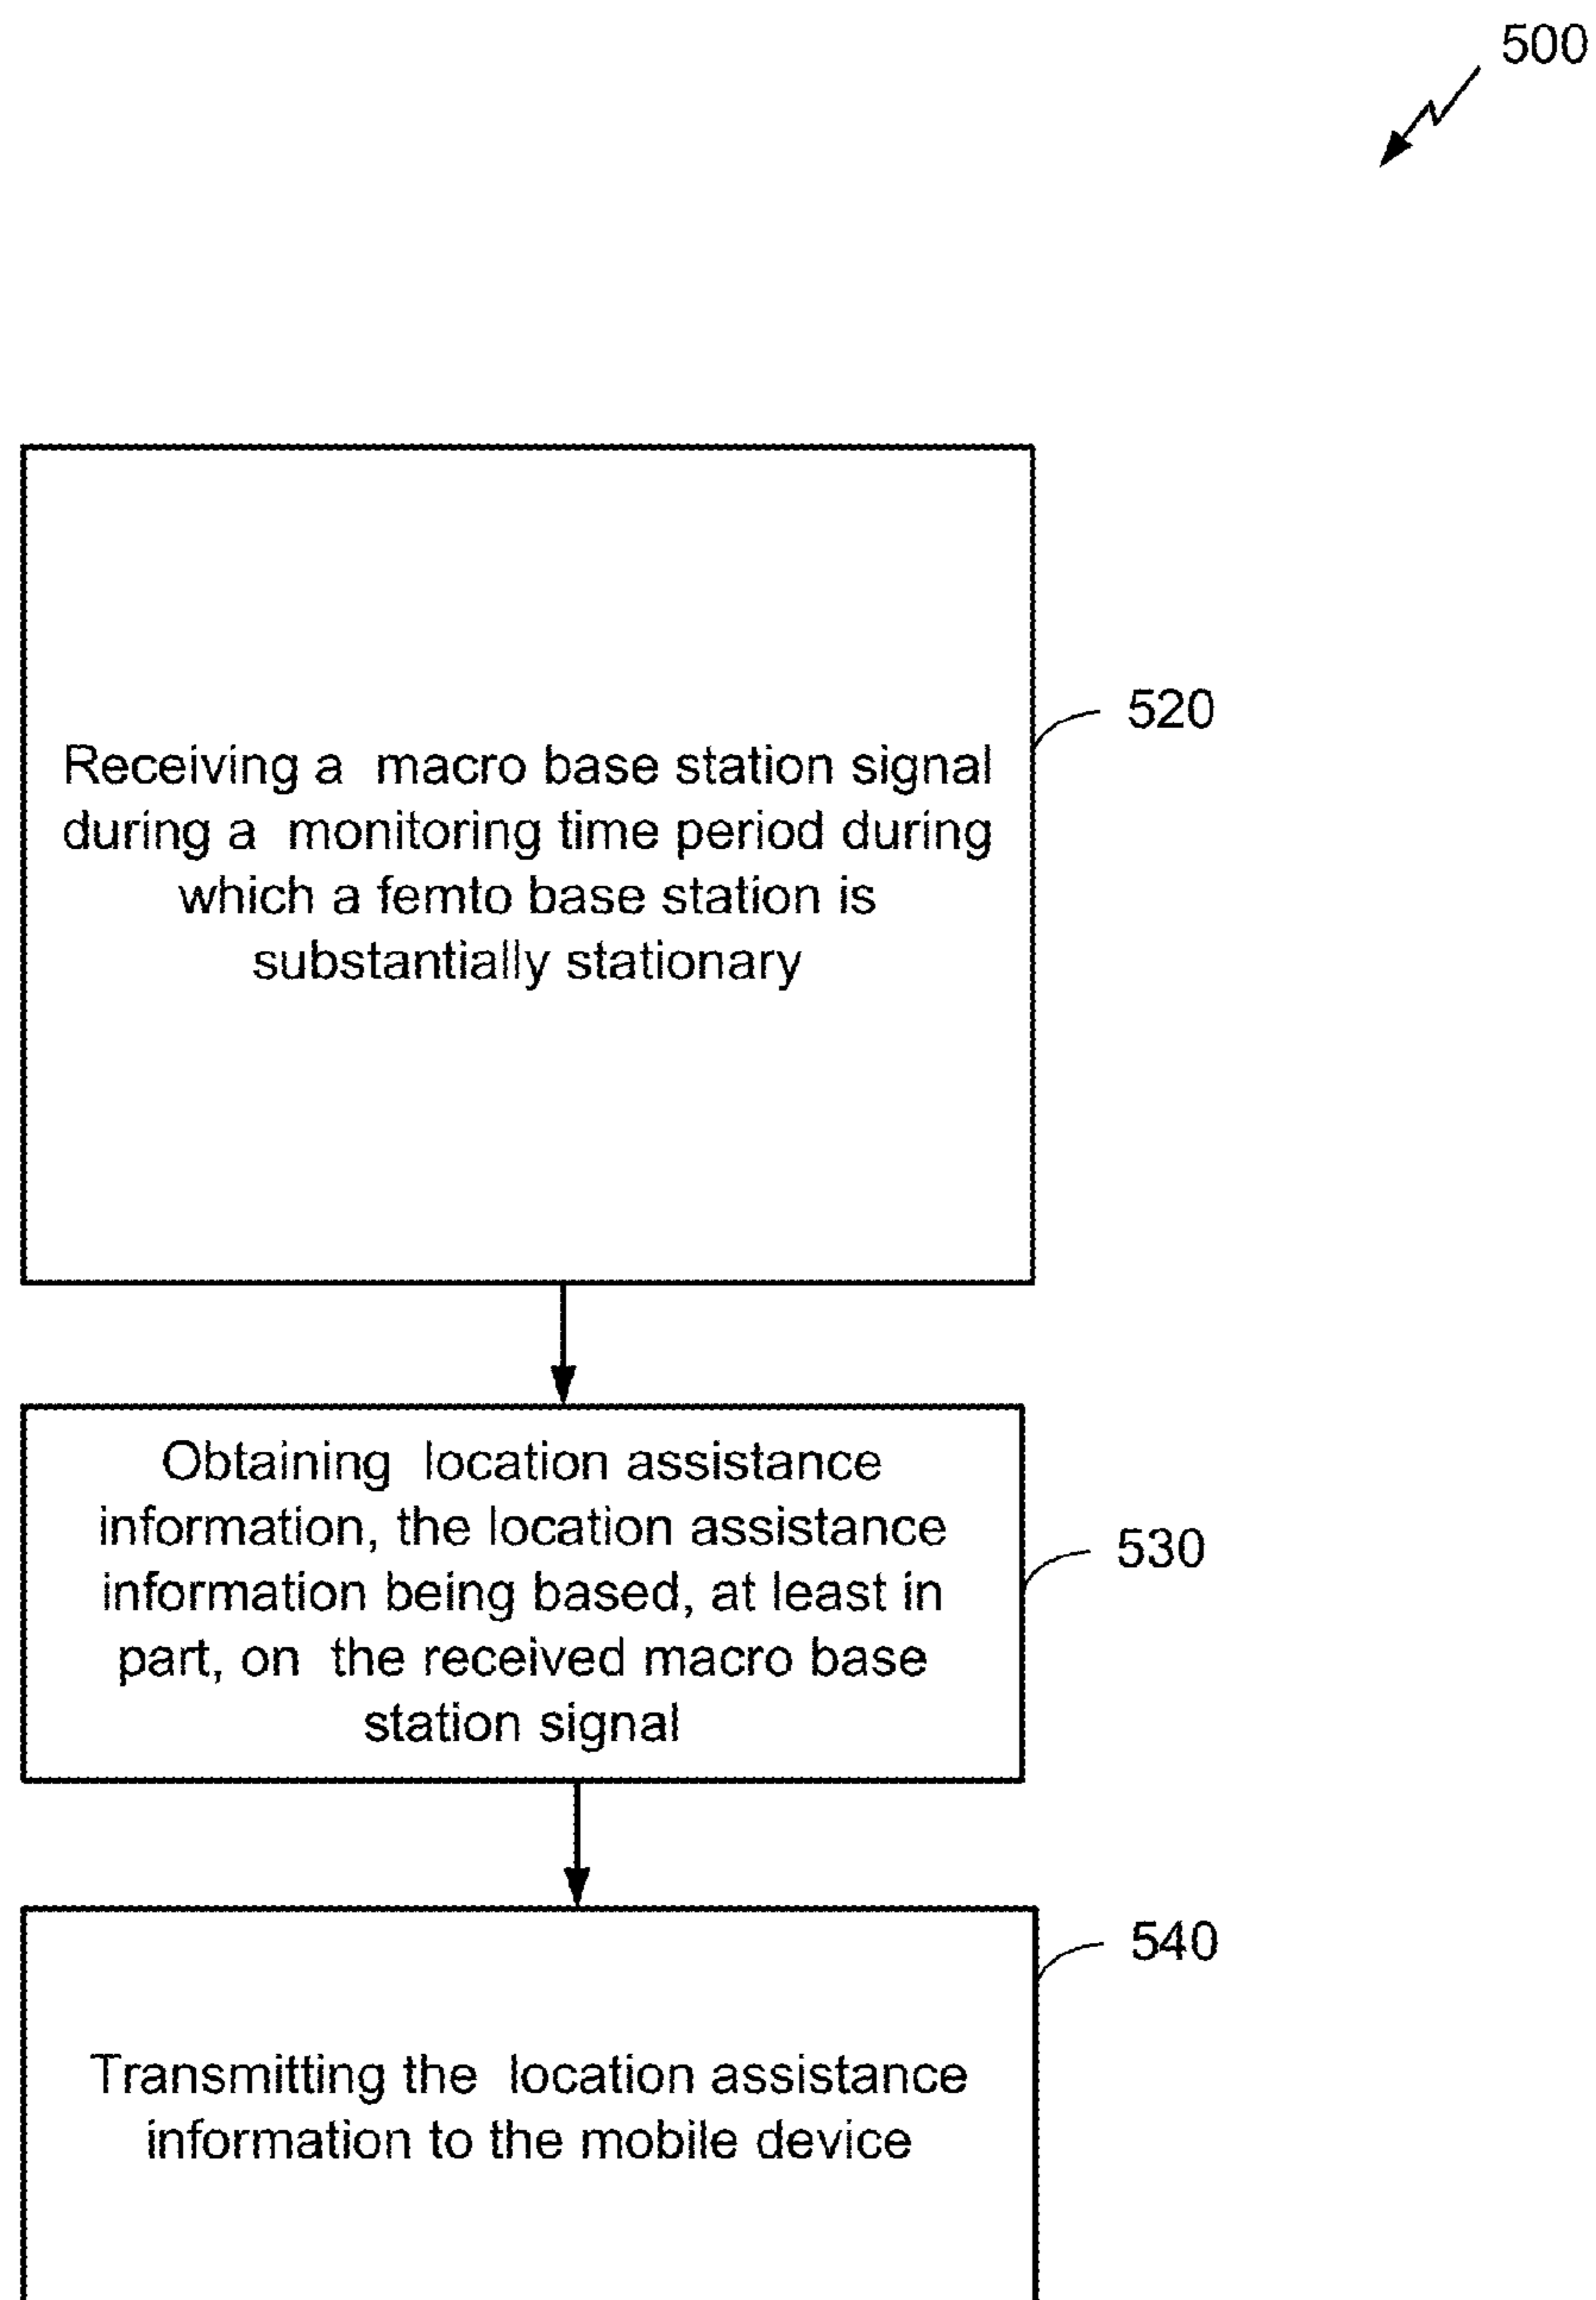 500
Receiving a macro base station signal
during a monitoring time period during
which a femto base station is
substantially stationary
520
Obtaining location assistance
information, the location assistance
information being based, at least in
part, on the received macro base
station signal
530
540
Transmitting the location assistance
information to the mobile device